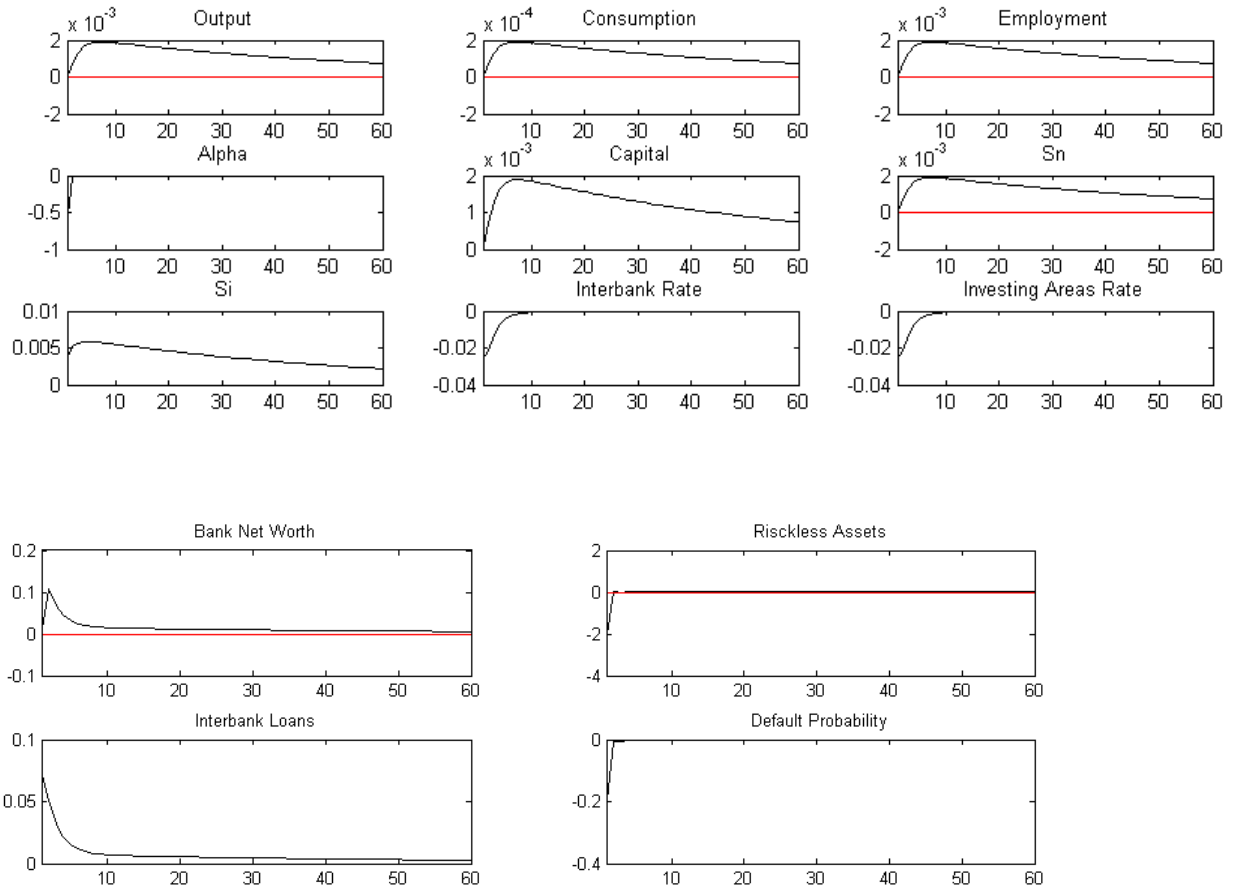 Output Consumption Employment
x 10-3 x 10-4 x 10-3
2 2 2
0 0 0
-2 -2 -2
10 20 30 40 50 60 10 20 30 40 50 60 10 20 30 40 50 60
Alpha Capital Sn
x 10-3 x 10-3
0 2 2
-0.5 1 0
-1 0 -2
10 20 30 40 50 60 10 20 30 40 50 60 10 20 30 40 50 60
Si Interbank Rate Investing Areas Rate
0.01 0 0
0.005 -0.02 -0.02
0 -0.04 -0.04
10 20 30 40 50 60 10 20 30 40 50 60 10 20 30 40 50 60
Bank Net Worth Risckless Assets
0.2 2
0.1 0
0 -2
-0.1 -4
10 20 30 40 50 60 10 20 30 40 50 60
Interbank Loans Default Probability
0.1 0
0.05 -0.2
0 -0.4
10 20 30 40 50 60 10 20 30 40 50 60